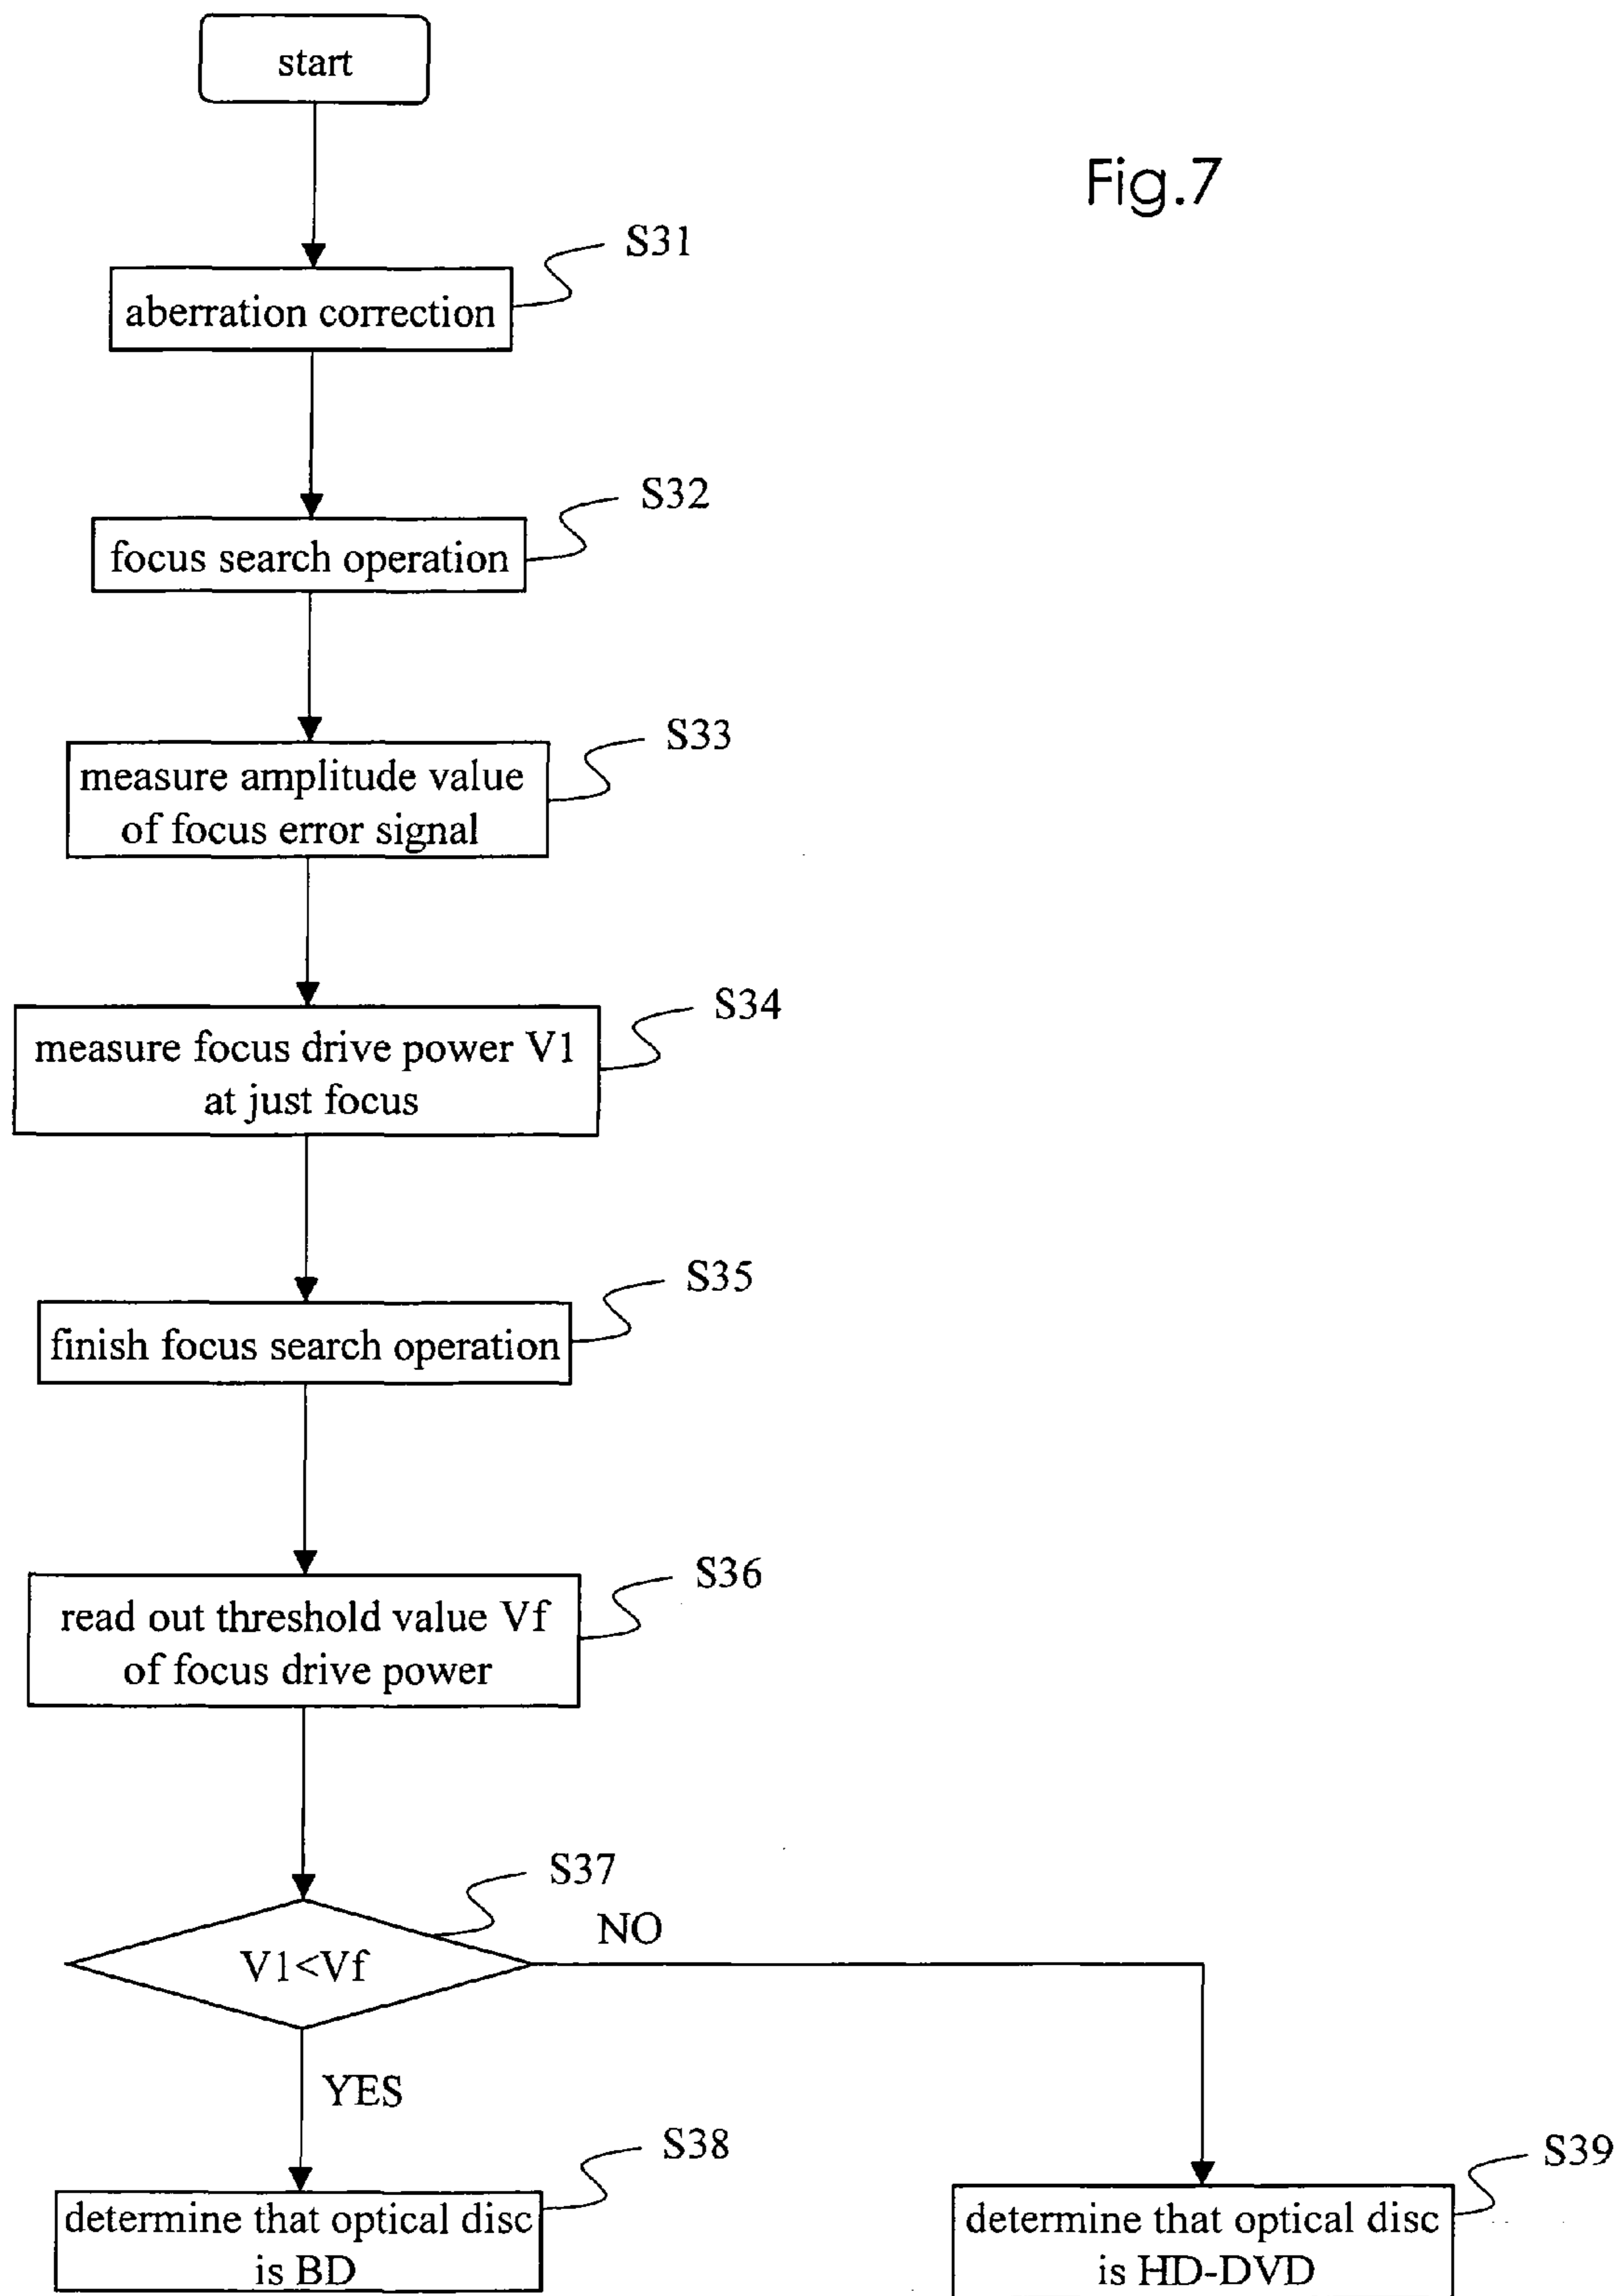 start
Fig.7
S31
aberration correction
S32
focus search operation
S33
measure amplitude value
of focus error signal
S34
measure focus drive power V1
at just focus
S35
finish focus search operation
S36
read out threshold value Vf
of focus drive power
S37
NO
V1<Vf
YES
S38
determine that optical disc
is BD
S39
determine that optical disc
is HD-DVD